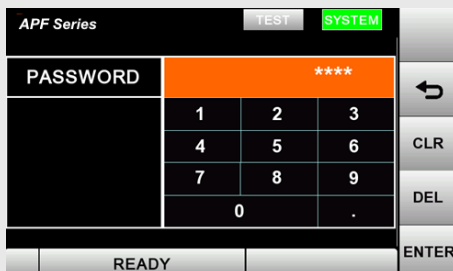 APF Series TEST SYSTEM
PASSWORD ****
1 2 3
4 5 6
CLR
7 8 9
DEL
0 .
ENTER
READY